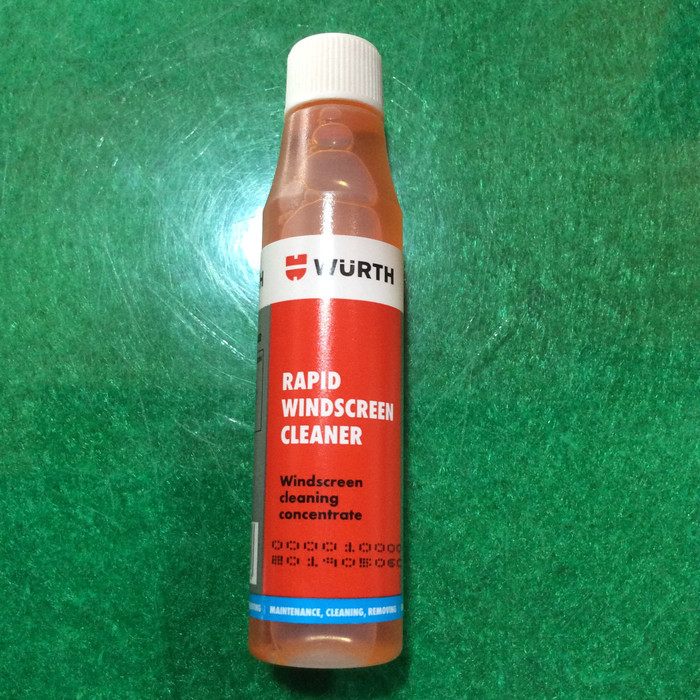 WÜRTH
RAPID
WINDSCREEN
CLEANER
Windscreen
cleaning
concentrate
MAINTENANCE, CLEANING, REMOVING